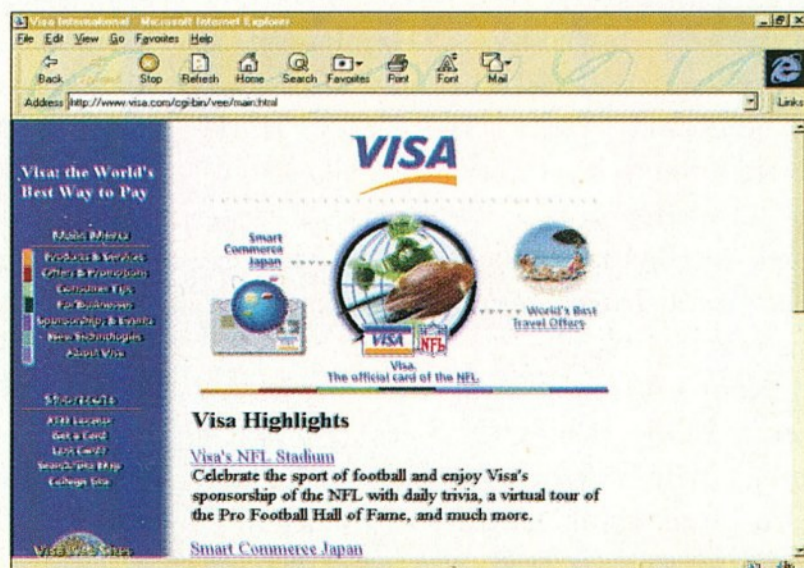 Visa International - Microsoft Internet Explorer
File Edit View Go Favorites Help
Back Stop Refresh Home Search Favorites Print Font Mail
Address http://www.visa.com/cgi-bin/vee/main.html Links
Visa: the World's
Best Way to Pay
Main Menu
Products & Services
Offers & Promotions
Consumer Tips
For Businesses
Sponsorships & Events
New Technologies
About Visa
Shortcuts
ATM Locator
Get a Card
Lost Card?
Search/Site Map
College Site
Visa Web Sites
VISA
Smart
Commerce
Japan
World's Best
Travel Offers
VISA NFL
Visa.
The official card of the NFL.
Visa Highlights
Visa's NFL Stadium
Celebrate the sport of football and enjoy Visa's
sponsorship of the NFL with daily trivia, a virtual tour of
the Pro Football Hall of Fame, and much more.
Smart Commerce Japan